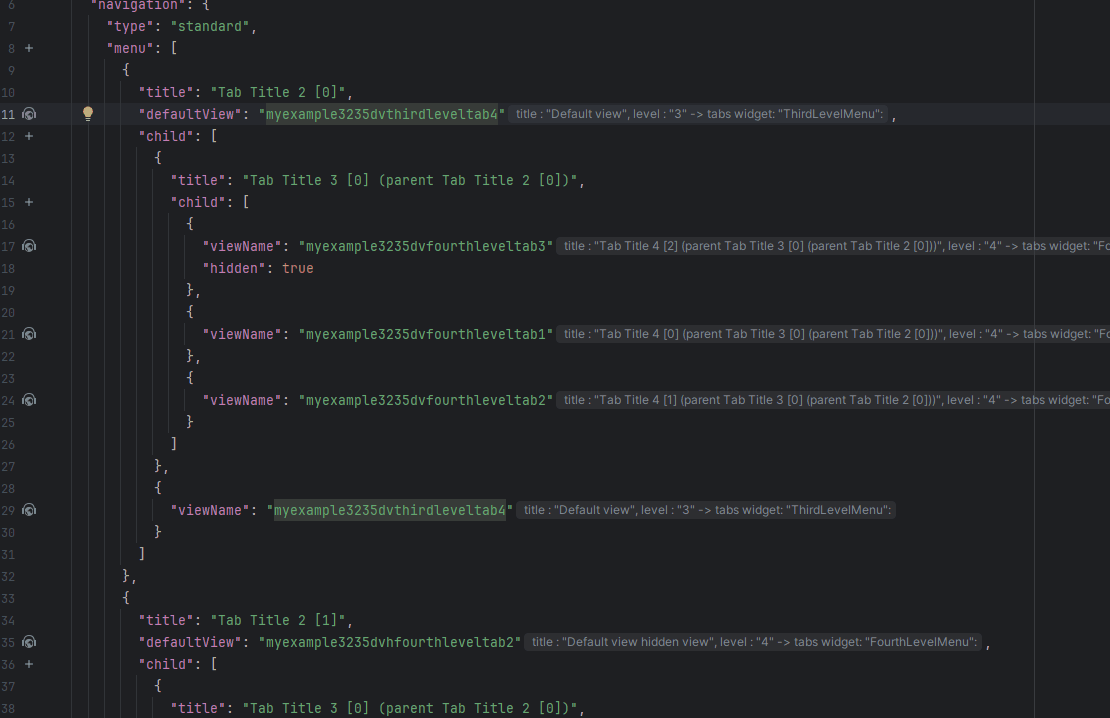 6 "navigation": {
7 "type": "standard",
8 + "menu": [
9 {
10 "title": "Tab Title 2 [0]",
11 "defaultView": "myexample3235dvthirdleveltab4" title : "Default view", level : "3" -> tabs widget: "ThirdLevelMenu": ,
12 + "child": [
13 {
14 "title": "Tab Title 3 [0] (parent Tab Title 2 [0])",
15 + "child": [
16 {
17 "viewName": "myexample3235dvfourthleveltab3" title : "Tab Title 4 [2] (parent Tab Title 3 [0] (parent Tab Title 2 [0]))", level : "4" -> tabs widget: "Fo
18 "hidden": true
19 },
20 {
21 "viewName": "myexample3235dvfourthleveltab1" title : "Tab Title 4 [0] (parent Tab Title 3 [0] (parent Tab Title 2 [0]))", level : "4" -> tabs widget: "Fo
22 },
23 {
24 "viewName": "myexample3235dvfourthleveltab2" title : "Tab Title 4 [1] (parent Tab Title 3 [0] (parent Tab Title 2 [0]))", level : "4" -> tabs widget: "Fo
25 }
26 ]
27 },
28 {
29 "viewName": "myexample3235dvthirdleveltab4" title : "Default view", level : "3" -> tabs widget: "ThirdLevelMenu":
30 }
31 ]
32 },
33 {
34 "title": "Tab Title 2 [1]",
35 "defaultView": "myexample3235dvhfourthleveltab2" title : "Default view hidden view", level : "4" -> tabs widget: "FourthLevelMenu": ,
36 + "child": [
37 {
38 "title": "Tab Title 3 [0] (parent Tab Title 2 [0])",